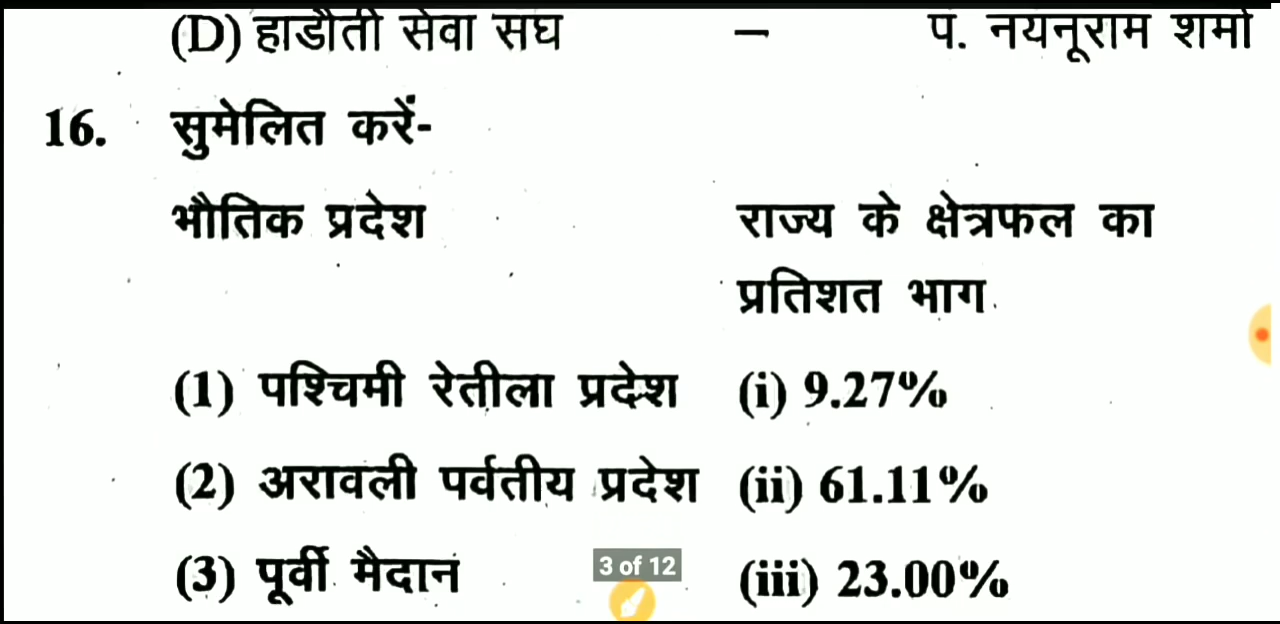 (D) हाडौती सेवा संघ – पं. नयनूराम शर्मा
16. सुमेलित करें-
भौतिक प्रदेश राज्य के क्षेत्रफल का
प्रतिशत भाग
(1) पश्चिमी रेतीला प्रदेश (i) 9.27%
(2) अरावली पर्वतीय प्रदेश (ii) 61.11%
(3) पूर्वी मैदान (iii) 23.00%
3 of 12